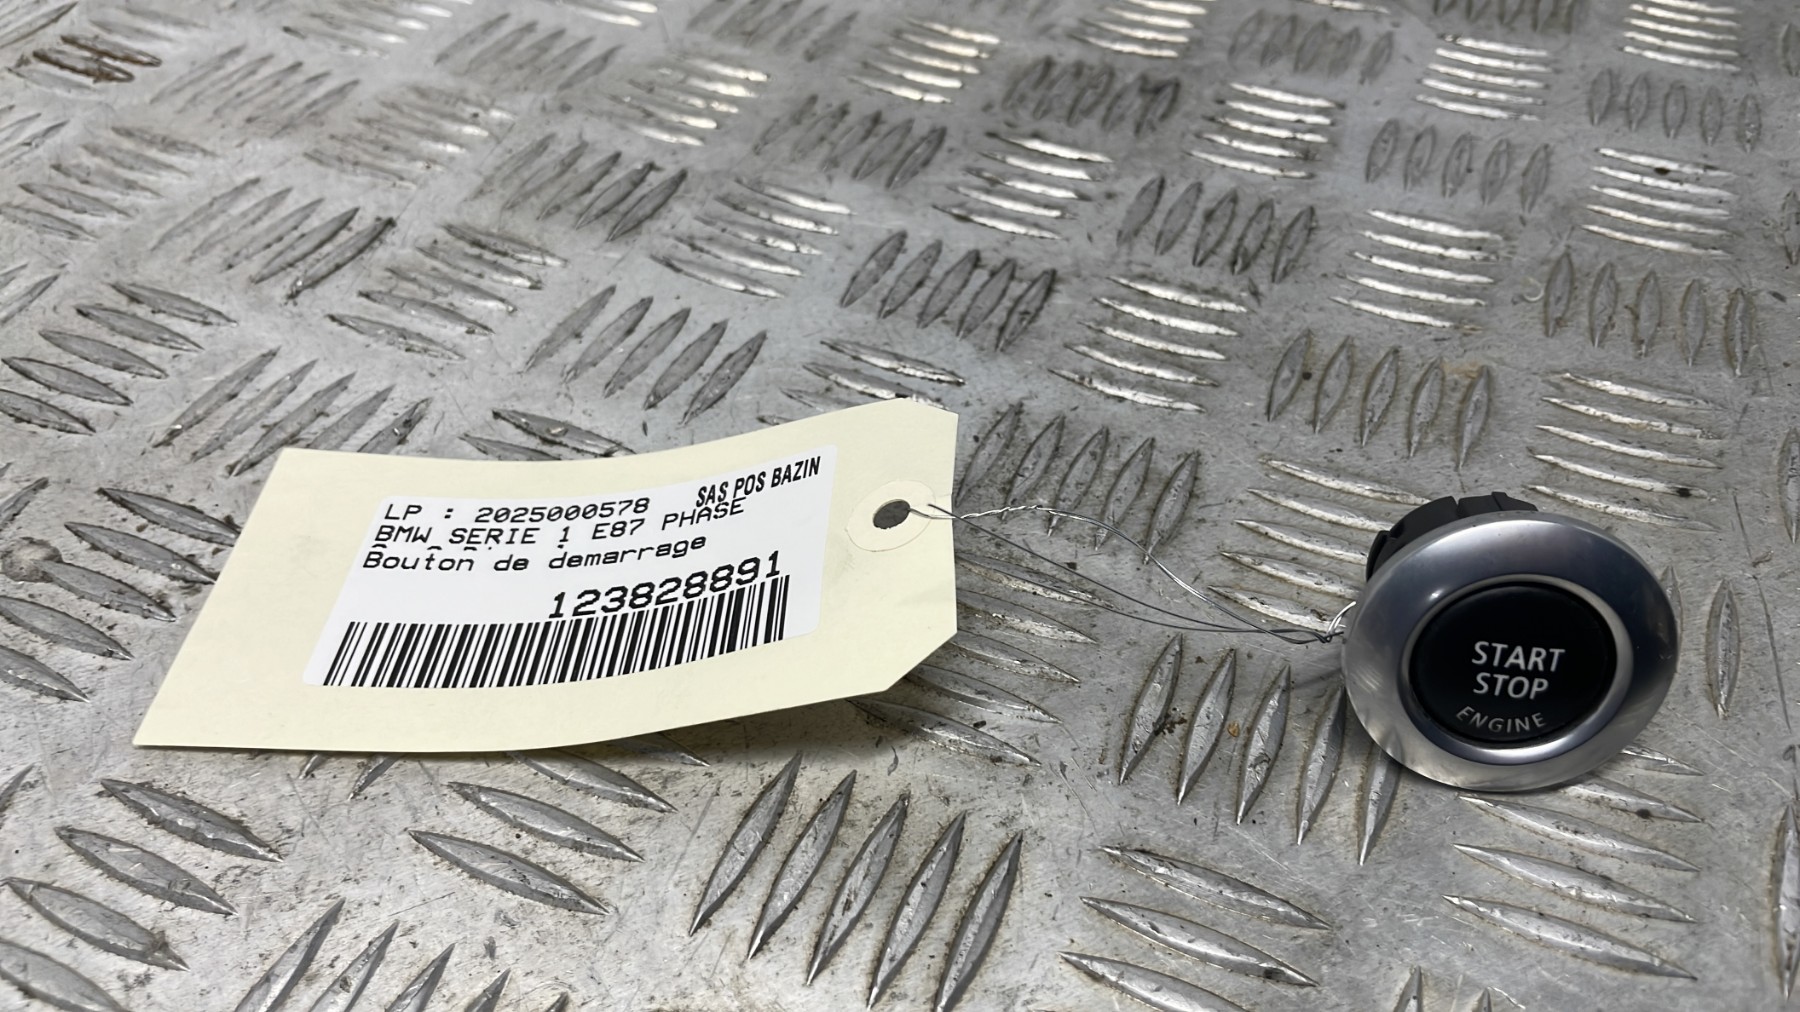 SAS POS BAZIN
LP : 2025000578
BMW SERIE 1 E87 PHASE
Bouton de demarrage
123828891
START
STOP
ENGINE